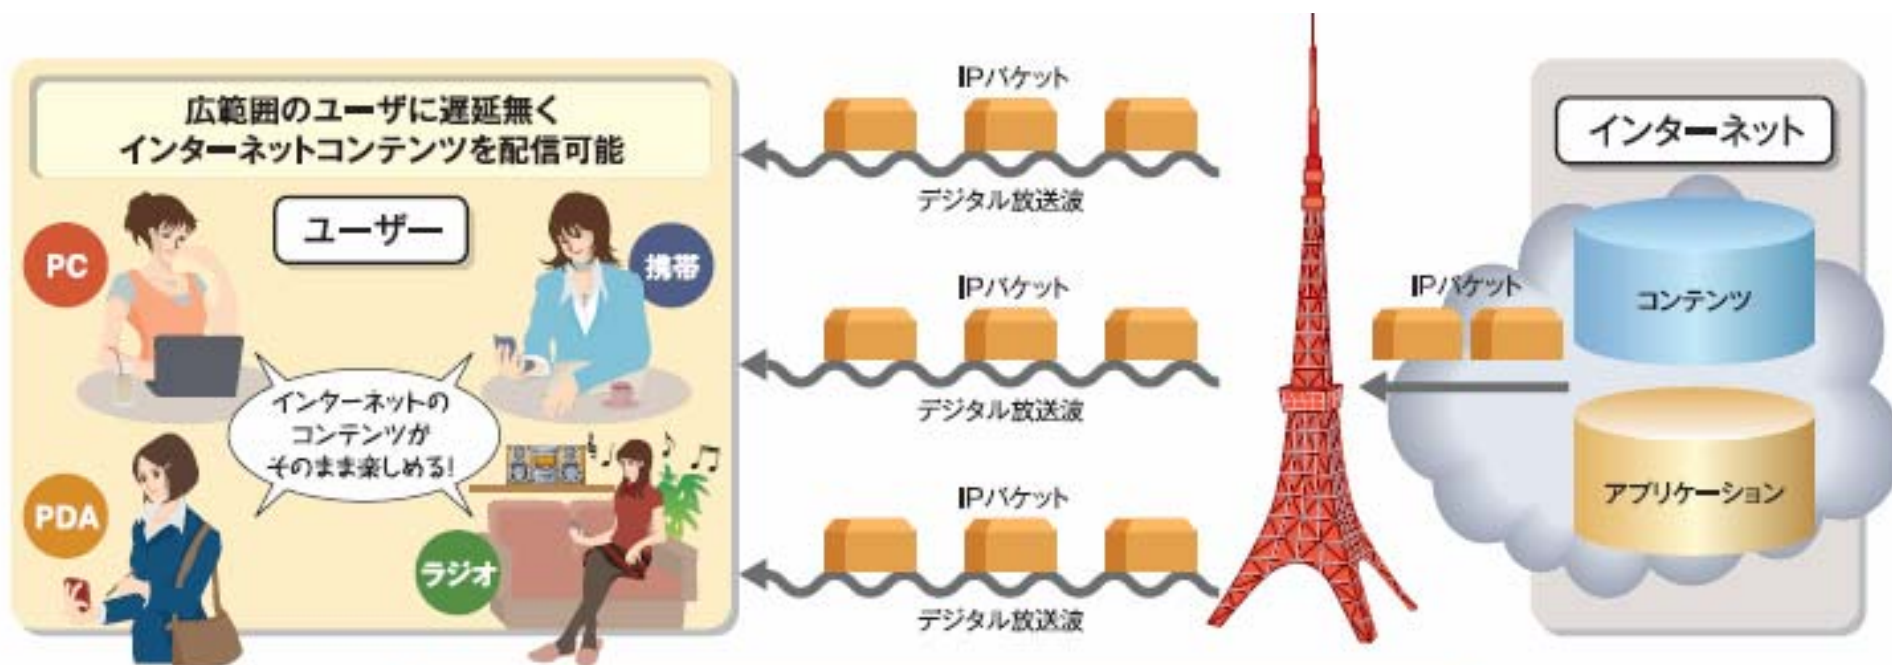 広範囲のユーザに遅延無く
インターネットコンテンツを配信可能
ユーザー
PC
携帯
インターネットの
コンテンツが
そのまま楽しめる!
PDA
ラジオ
IPパケット
デジタル放送波
IPパケット
デジタル放送波
IPパケット
デジタル放送波
IPパケット
インターネット
コンテンツ
アプリケーション